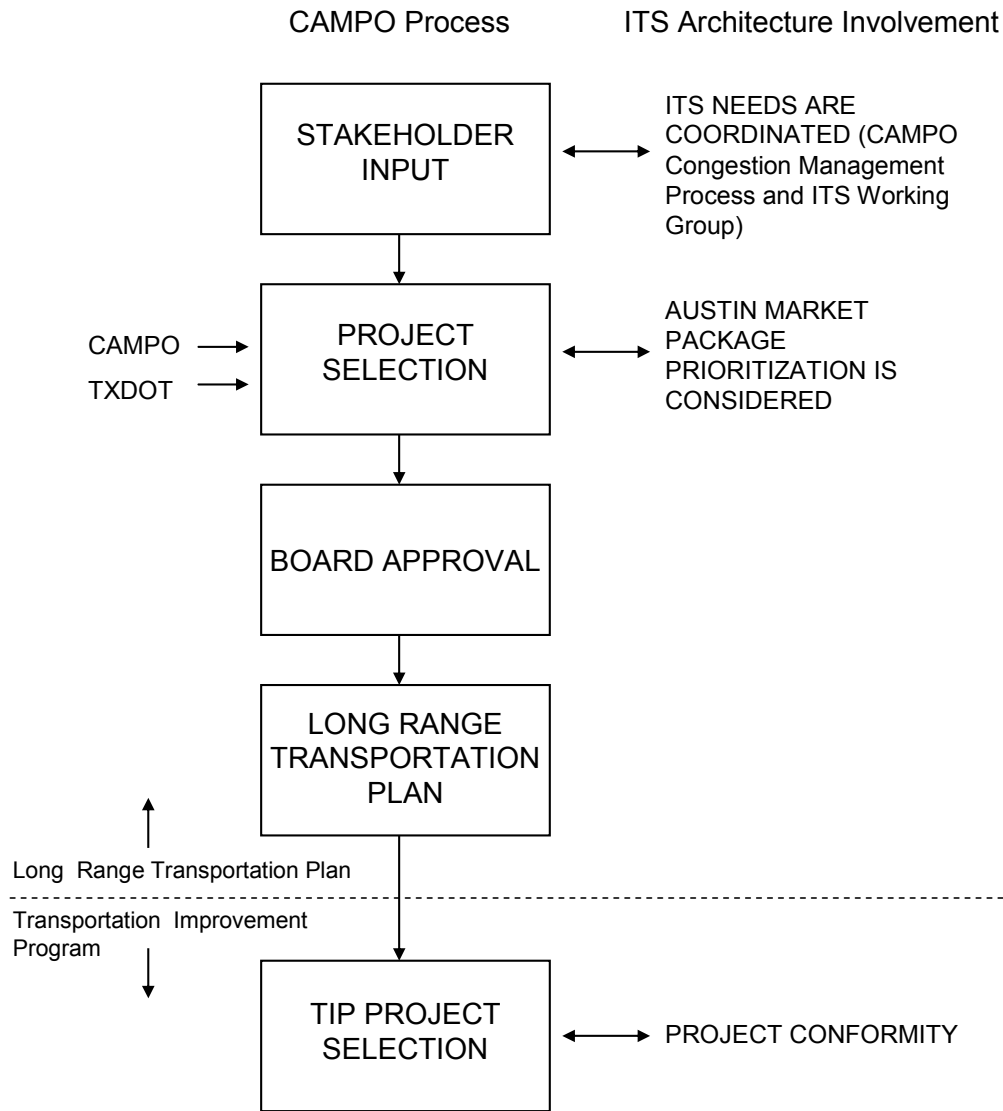 CAMPO Process
ITS Architecture Involvement
STAKEHOLDER
INPUT
ITS NEEDS ARE
COORDINATED (CAMPO
Congestion Management
Process and ITS Working
Group)
CAMPO
TXDOT
PROJECT
SELECTION
AUSTIN MARKET
PACKAGE
PRIORITIZATION IS
CONSIDERED
BOARD APPROVAL
LONG RANGE
TRANSPORTATION
PLAN
Long Range Transportation Plan
Transportation Improvement
Program
TIP PROJECT
SELECTION
PROJECT CONFORMITY